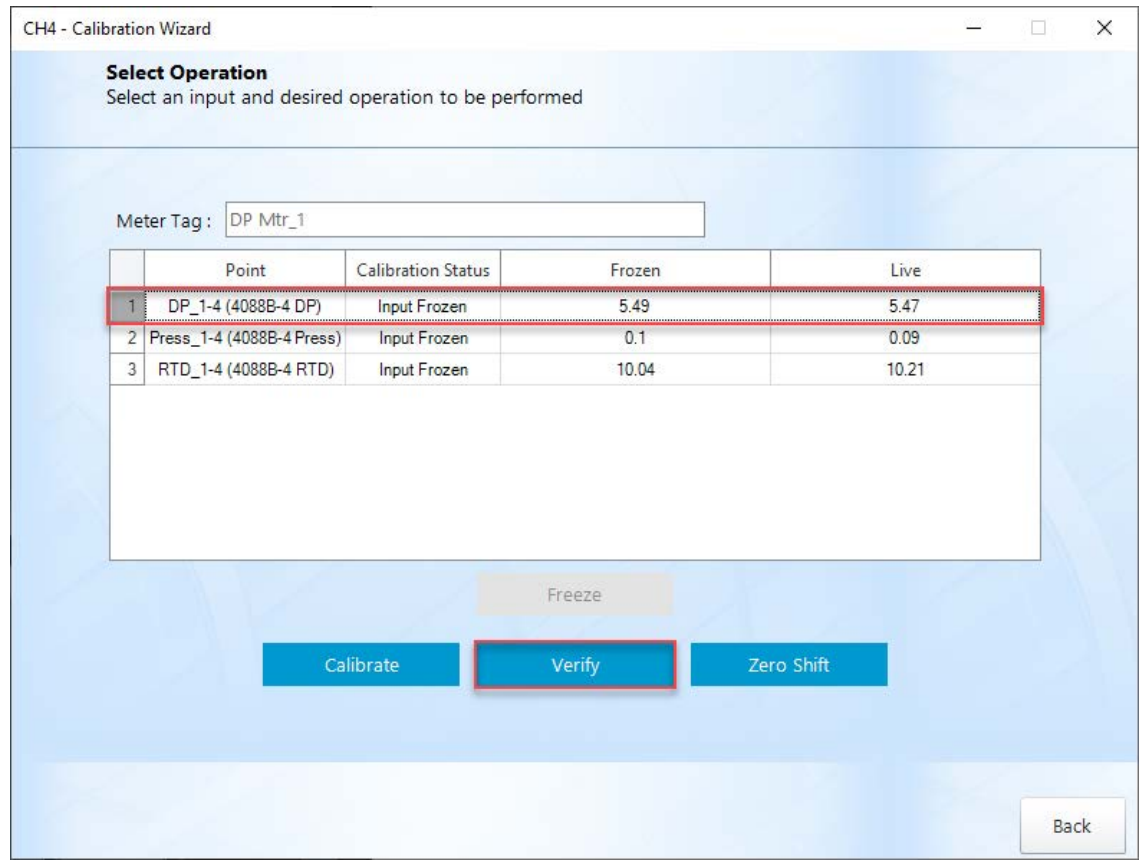 CH4 - Calibration Wizard
Select Operation
Select an input and desired operation to be performed
Meter Tag : DP Mtr_1
Point Calibration Status Frozen Live
1 DP_1-4 (4088B-4 DP) Input Frozen 5.49 5.47
2 Press_1-4 (4088B-4 Press) Input Frozen 0.1 0.09
3 RTD_1-4 (4088B-4 RTD) Input Frozen 10.04 10.21
Freeze
Calibrate Verify Zero Shift
Back